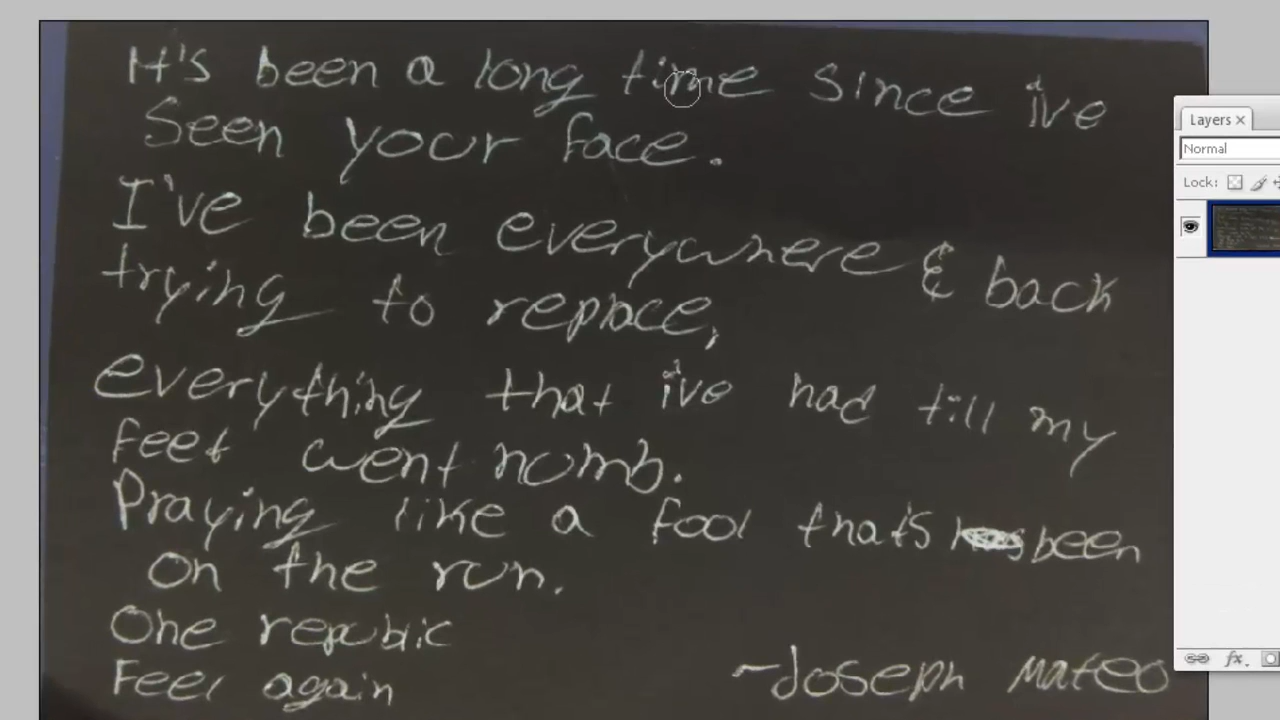 It's been a long time since ive
Seen your face.
I've been everywhere & back
trying to replace,
everything that ive had till my
feet went numb.
Praying like a fool thats been
on the run.
One republic
Feel again
~Joseph Mateo
Layers x
Normal
Lock:
fx.